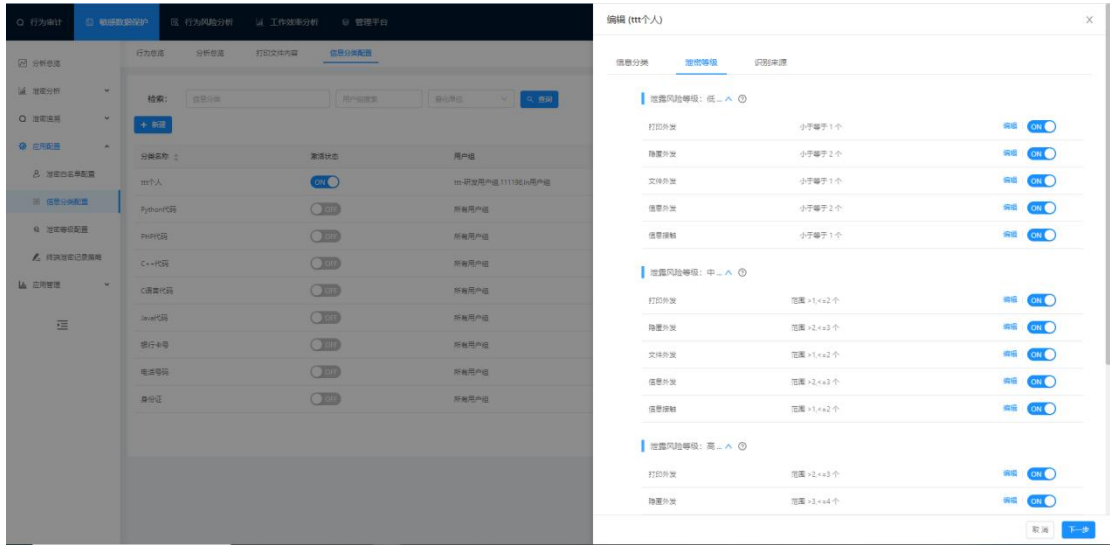 行为审计 敏感数据保护 行为风险分析 工作效率分析 管理平台
行为总览 分析总览 打印文件内容 信息分类配置
分析总览
泄密分析
泄密追溯
应用配置
泄密白名单配置
信息分类配置
泄密等级配置
终端泄密记录策略
应用管理
检索: 信息分类 用户组搜索 最小单位 查询
+ 新建
分类名称 激活状态 用户组
ttt个人 ON
Python代码 OFF 所有用户组
PHP代码 OFF 所有用户组
C++代码 OFF 所有用户组
C语言代码 OFF 所有用户组
Java代码 OFF 所有用户组
银行卡号 OFF 所有用户组
电话号码 OFF 所有用户组
身份证 OFF 所有用户组
编辑 (ttt个人)
信息分类 泄密等级 识别来源
泄露风险等级: 低...
打印外发 小于等于 1 个 编辑 ON
隐匿外发 小于等于 2 个 编辑 ON
文件外发 小于等于 1 个 编辑 ON
信息外发 小于等于 2 个 编辑 ON
信息接触 小于等于 1 个 编辑 ON
泄露风险等级: 中...
打印外发 范围 >1,<=2 个 编辑 ON
隐匿外发 范围 >2,<=3 个 编辑 ON
文件外发 范围 >1,<=2 个 编辑 ON
信息外发 范围 >2,<=3 个 编辑 ON
信息接触 范围 >1,<=2 个 编辑 ON
泄露风险等级: 高...
打印外发 范围 >2,<=3 个 编辑 ON
隐匿外发 范围 >3,<=4 个 编辑 ON
取 消 下一步